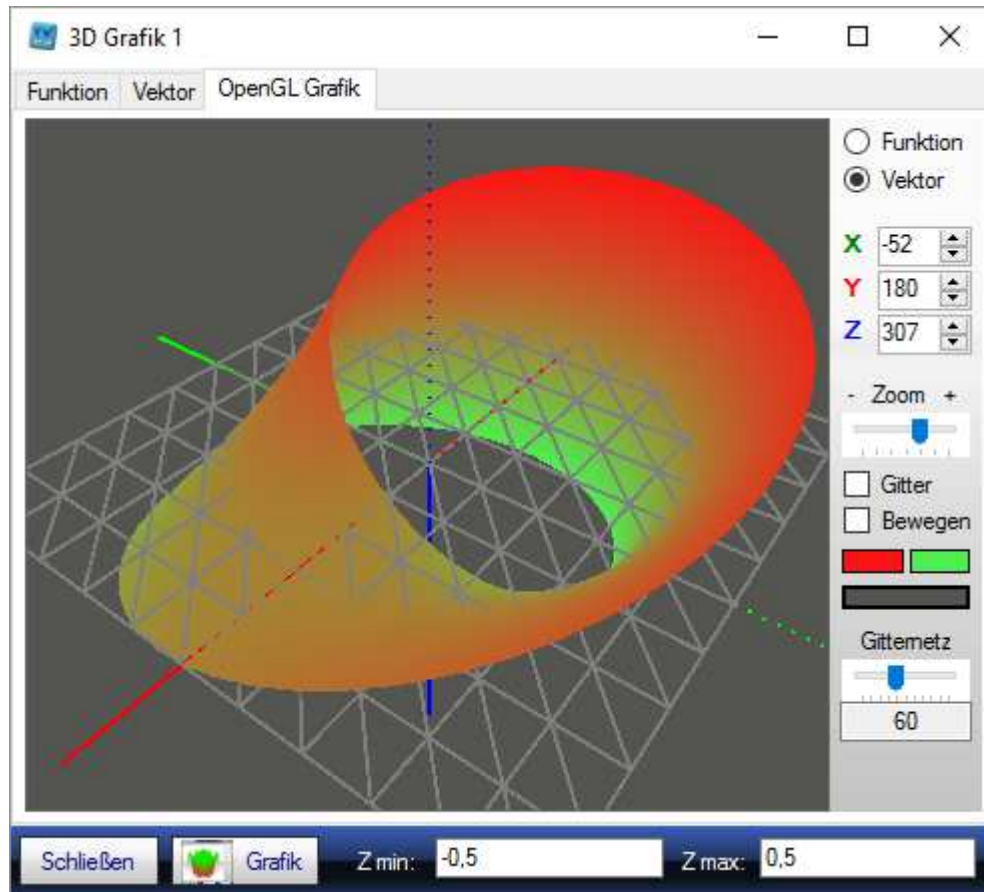 3D Grafik 1
Funktion Vektor OpenGL Grafik
Funktion
Vektor
X -52
Y 180
Z 307
- Zoom +
Gitter
Bewegen
Gitternetz
60
Schließen Grafik Z min: -0,5 Z max: 0,5